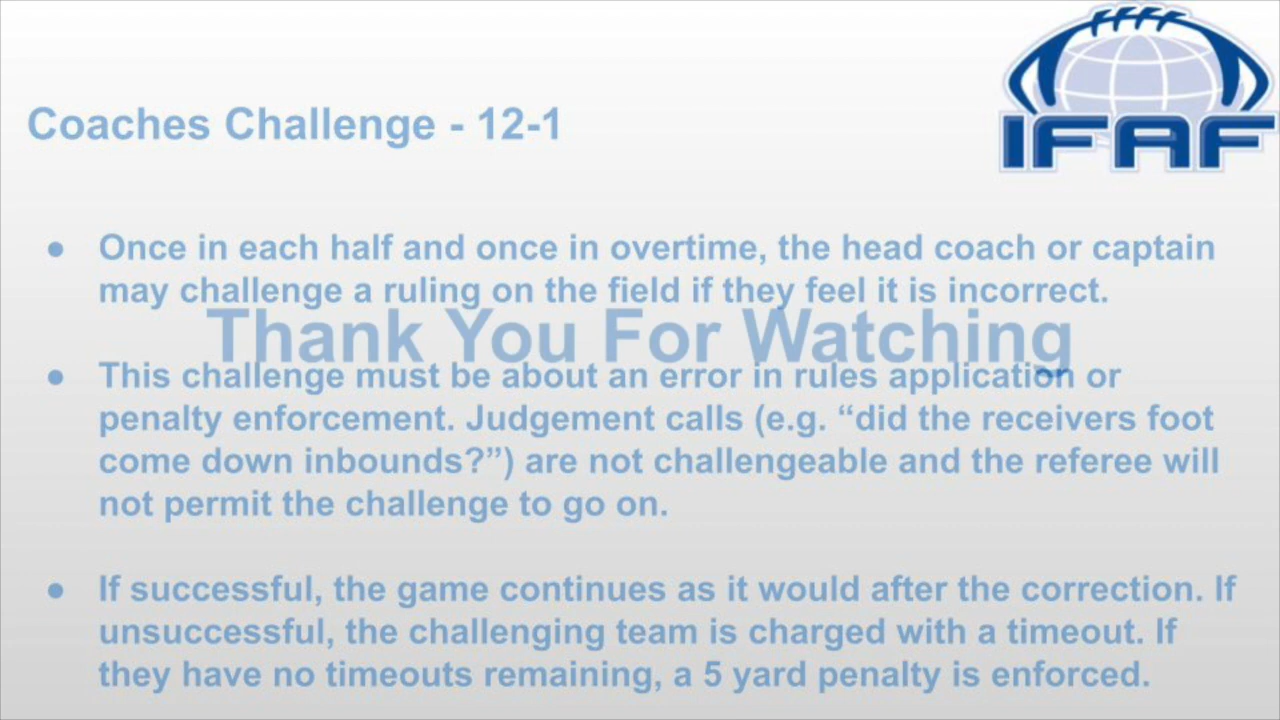 IFAF
Coaches Challenge - 12-1
● Once in each half and once in overtime, the head coach or captain
may challenge a ruling on the field if they feel it is incorrect.
Thank You For Watching
● This challenge must be about an error in rules application or
penalty enforcement. Judgement calls (e.g. “did the receivers foot
come down inbounds?”) are not challengeable and the referee will
not permit the challenge to go on.
● If successful, the game continues as it would after the correction. If
unsuccessful, the challenging team is charged with a timeout. If
they have no timeouts remaining, a 5 yard penalty is enforced.